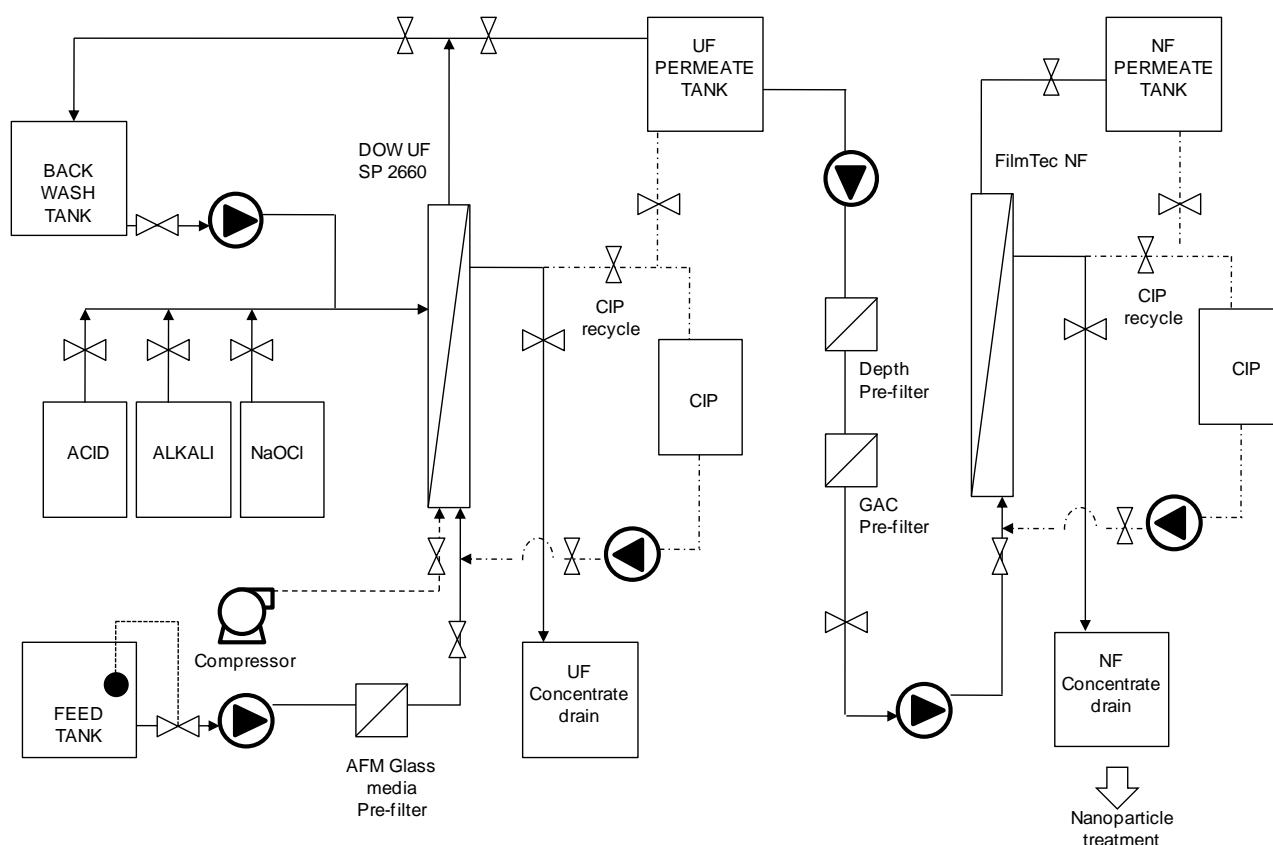 UF
PERMEATE
TANK
NF
PERMEATE
TANK
BACK
WASH
TANK
DOW UF
SP 2660
FilmTec NF
CIP
recycle
CIP
recycle
Depth
Pre-filter
CIP
CIP
ACID
ALKALI
NaOCl
GAC
Pre-filter
Compressor
FEED
TANK
AFM Glass
media
Pre-filter
UF
Concentrate
drain
NF
Concentrate
drain
Nanoparticle
treatment